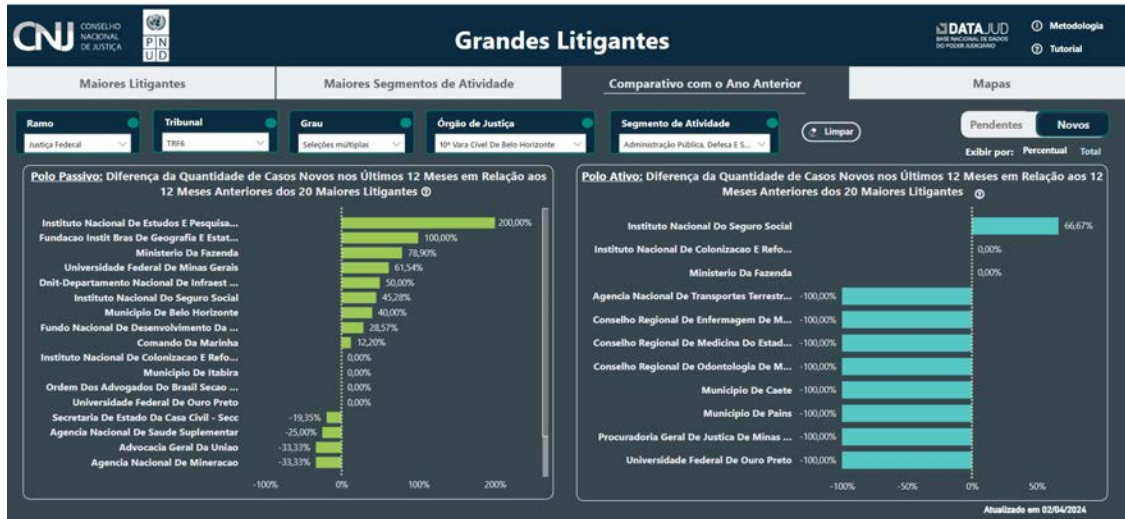 CNJ
CONSELHO
NACIONAL
DE JUSTIÇA
P N
U D
Grandes Litigantes
DATAJUD
BASE NACIONAL DE DADOS
DO PODER JUDICIÁRIO
Metodologia
Tutorial
Maiores Litigantes
Maiores Segmentos de Atividade
Comparativo com o Ano Anterior
Mapas
Ramo
Justiça Federal
Tribunal
TRF6
Grau
Seleções múltiplas
Órgão de Justiça
10ª Vara Cível De Belo Horizonte
Segmento de Atividade
Administração Pública, Defesa E S...
Limpar
Pendentes
Novos
Exibir por: Percentual Total
Polo Passivo: Diferença da Quantidade de Casos Novos nos Últimos 12 Meses em Relação aos
12 Meses Anteriores dos 20 Maiores Litigantes
Instituto Nacional De Estudos E Pesquisa... 200,00%
Fundacao Instit Bras De Geografia E Estat... 100,00%
Ministerio Da Fazenda 78,90%
Universidade Federal De Minas Gerais 61,54%
Dnit-Departamento Nacional De Infraest ... 50,00%
Instituto Nacional Do Seguro Social 45,28%
Municipio De Belo Horizonte 40,00%
Fundo Nacional De Desenvolvimento Da ... 28,57%
Comando Da Marinha 12,20%
Instituto Nacional De Colonizacao E Refo... 0,00%
Municipio De Itabira 0,00%
Ordem Dos Advogados Do Brasil Secao ... 0,00%
Universidade Federal De Ouro Preto 0,00%
Secretaria De Estado Da Casa Civil - Secc -19,35%
Agencia Nacional De Saude Suplementar -25,00%
Advocacia Geral Da Uniao -33,33%
Agencia Nacional De Mineracao -33,33%
-100% 0% 100% 200%
Polo Ativo: Diferença da Quantidade de Casos Novos nos Últimos 12 Meses em Relação aos 12
Meses Anteriores dos 20 Maiores Litigantes
Instituto Nacional Do Seguro Social 66,67%
Instituto Nacional De Colonizacao E Refo... 0,00%
Ministerio Da Fazenda 0,00%
Agencia Nacional De Transportes Terrestr... -100,00%
Conselho Regional De Enfermagem De M... -100,00%
Conselho Regional De Medicina Do Estad... -100,00%
Conselho Regional De Odontologia De M... -100,00%
Municipio De Caete -100,00%
Municipio De Pains -100,00%
Procuradoria Geral De Justica De Minas ... -100,00%
Universidade Federal De Ouro Preto -100,00%
-100% -50% 0% 50%
Atualizado em 02/04/2024